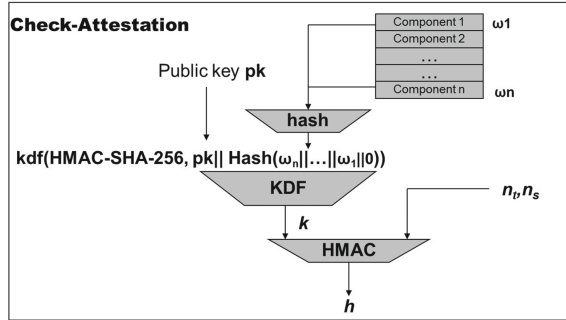 Check-Attestation
Component 1 ω1
Component 2
...
...
Component n ωn
Public key pk
hash
kdf(HMAC-SHA-256, pk|| Hash(ωn||...||ω1||0))
KDF
nt,ns
k
HMAC
h